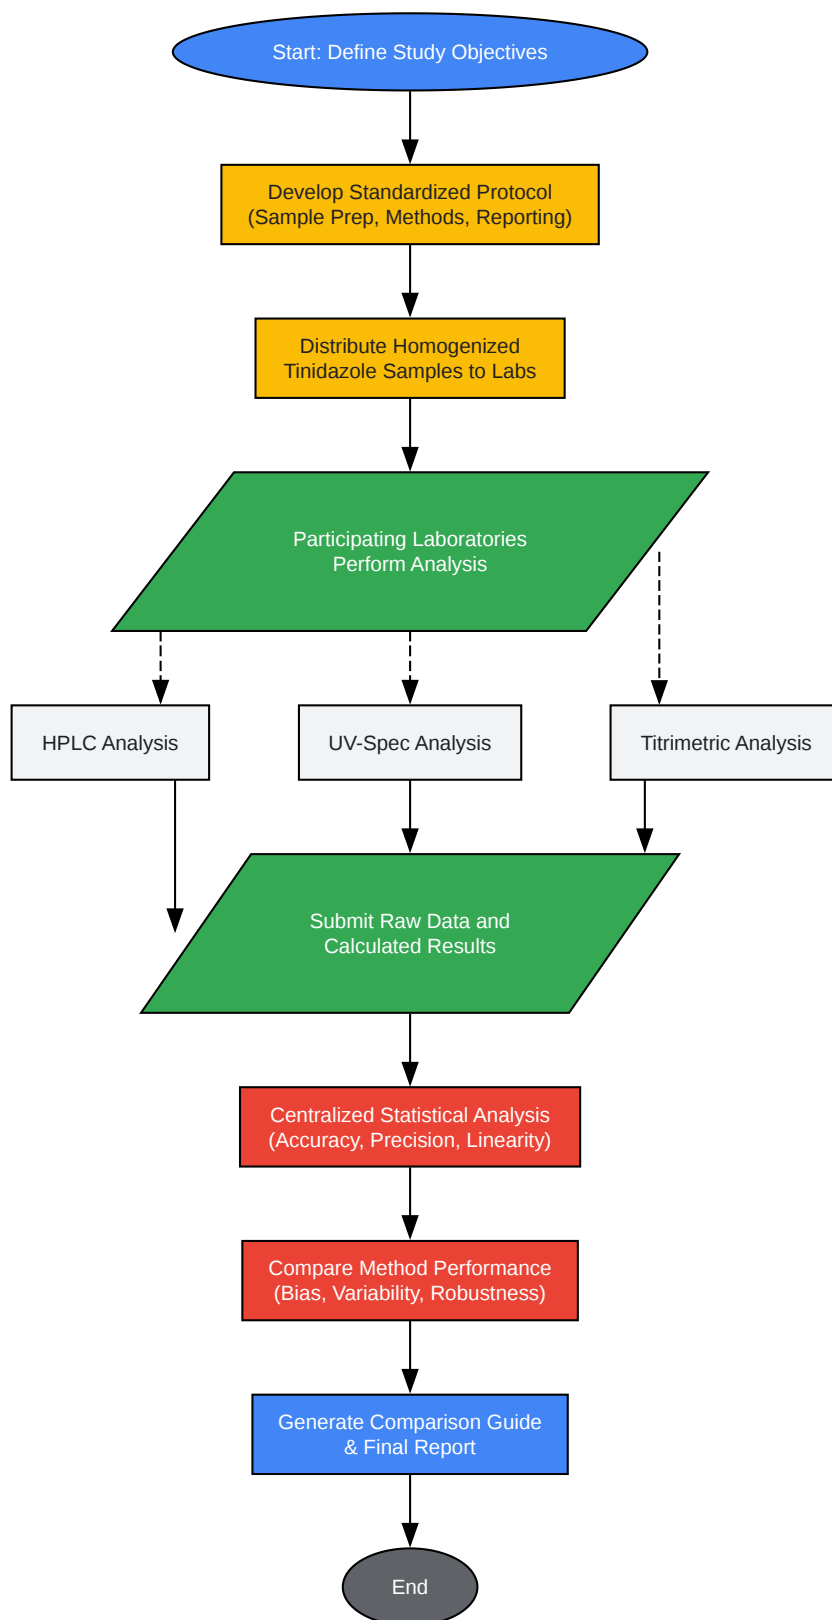 Start: Define Study Objectives
Develop Standardized Protocol
(Sample Prep, Methods, Reporting)
Distribute Homogenized
Tinidazole Samples to Labs
Participating Laboratories
Perform Analysis
HPLC Analysis
UV-Spec Analysis
Titrimetric Analysis
Submit Raw Data and
Calculated Results
Centralized Statistical Analysis
(Accuracy, Precision, Linearity)
Compare Method Performance
(Bias, Variability, Robustness)
Generate Comparison Guide
& Final Report
End